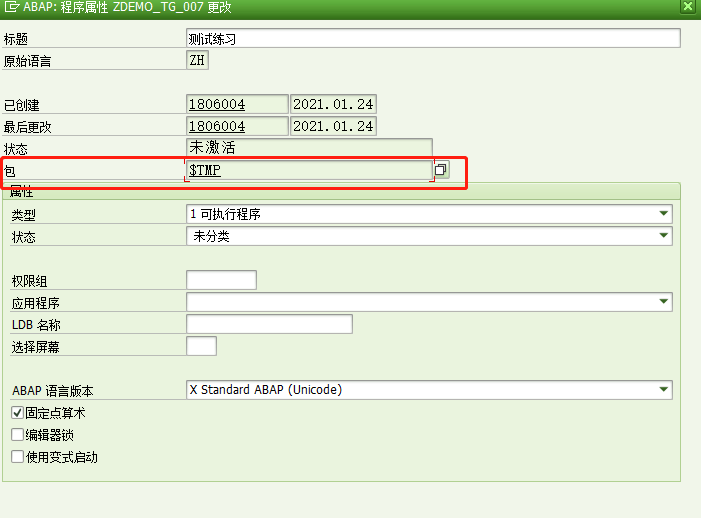 ABAP: 程序属性 ZDEMO_TG_007 更改
标题 测试练习
原始语言 ZH
已创建 1806004 2021.01.24
最后更改 1806004 2021.01.24
状态 未激活
包 $TMP
属性
类型 1 可执行程序
状态 未分类
权限组
应用程序
LDB 名称
选择屏幕
ABAP 语言版本 X Standard ABAP (Unicode)
固定点算术
编辑器锁
使用变式启动